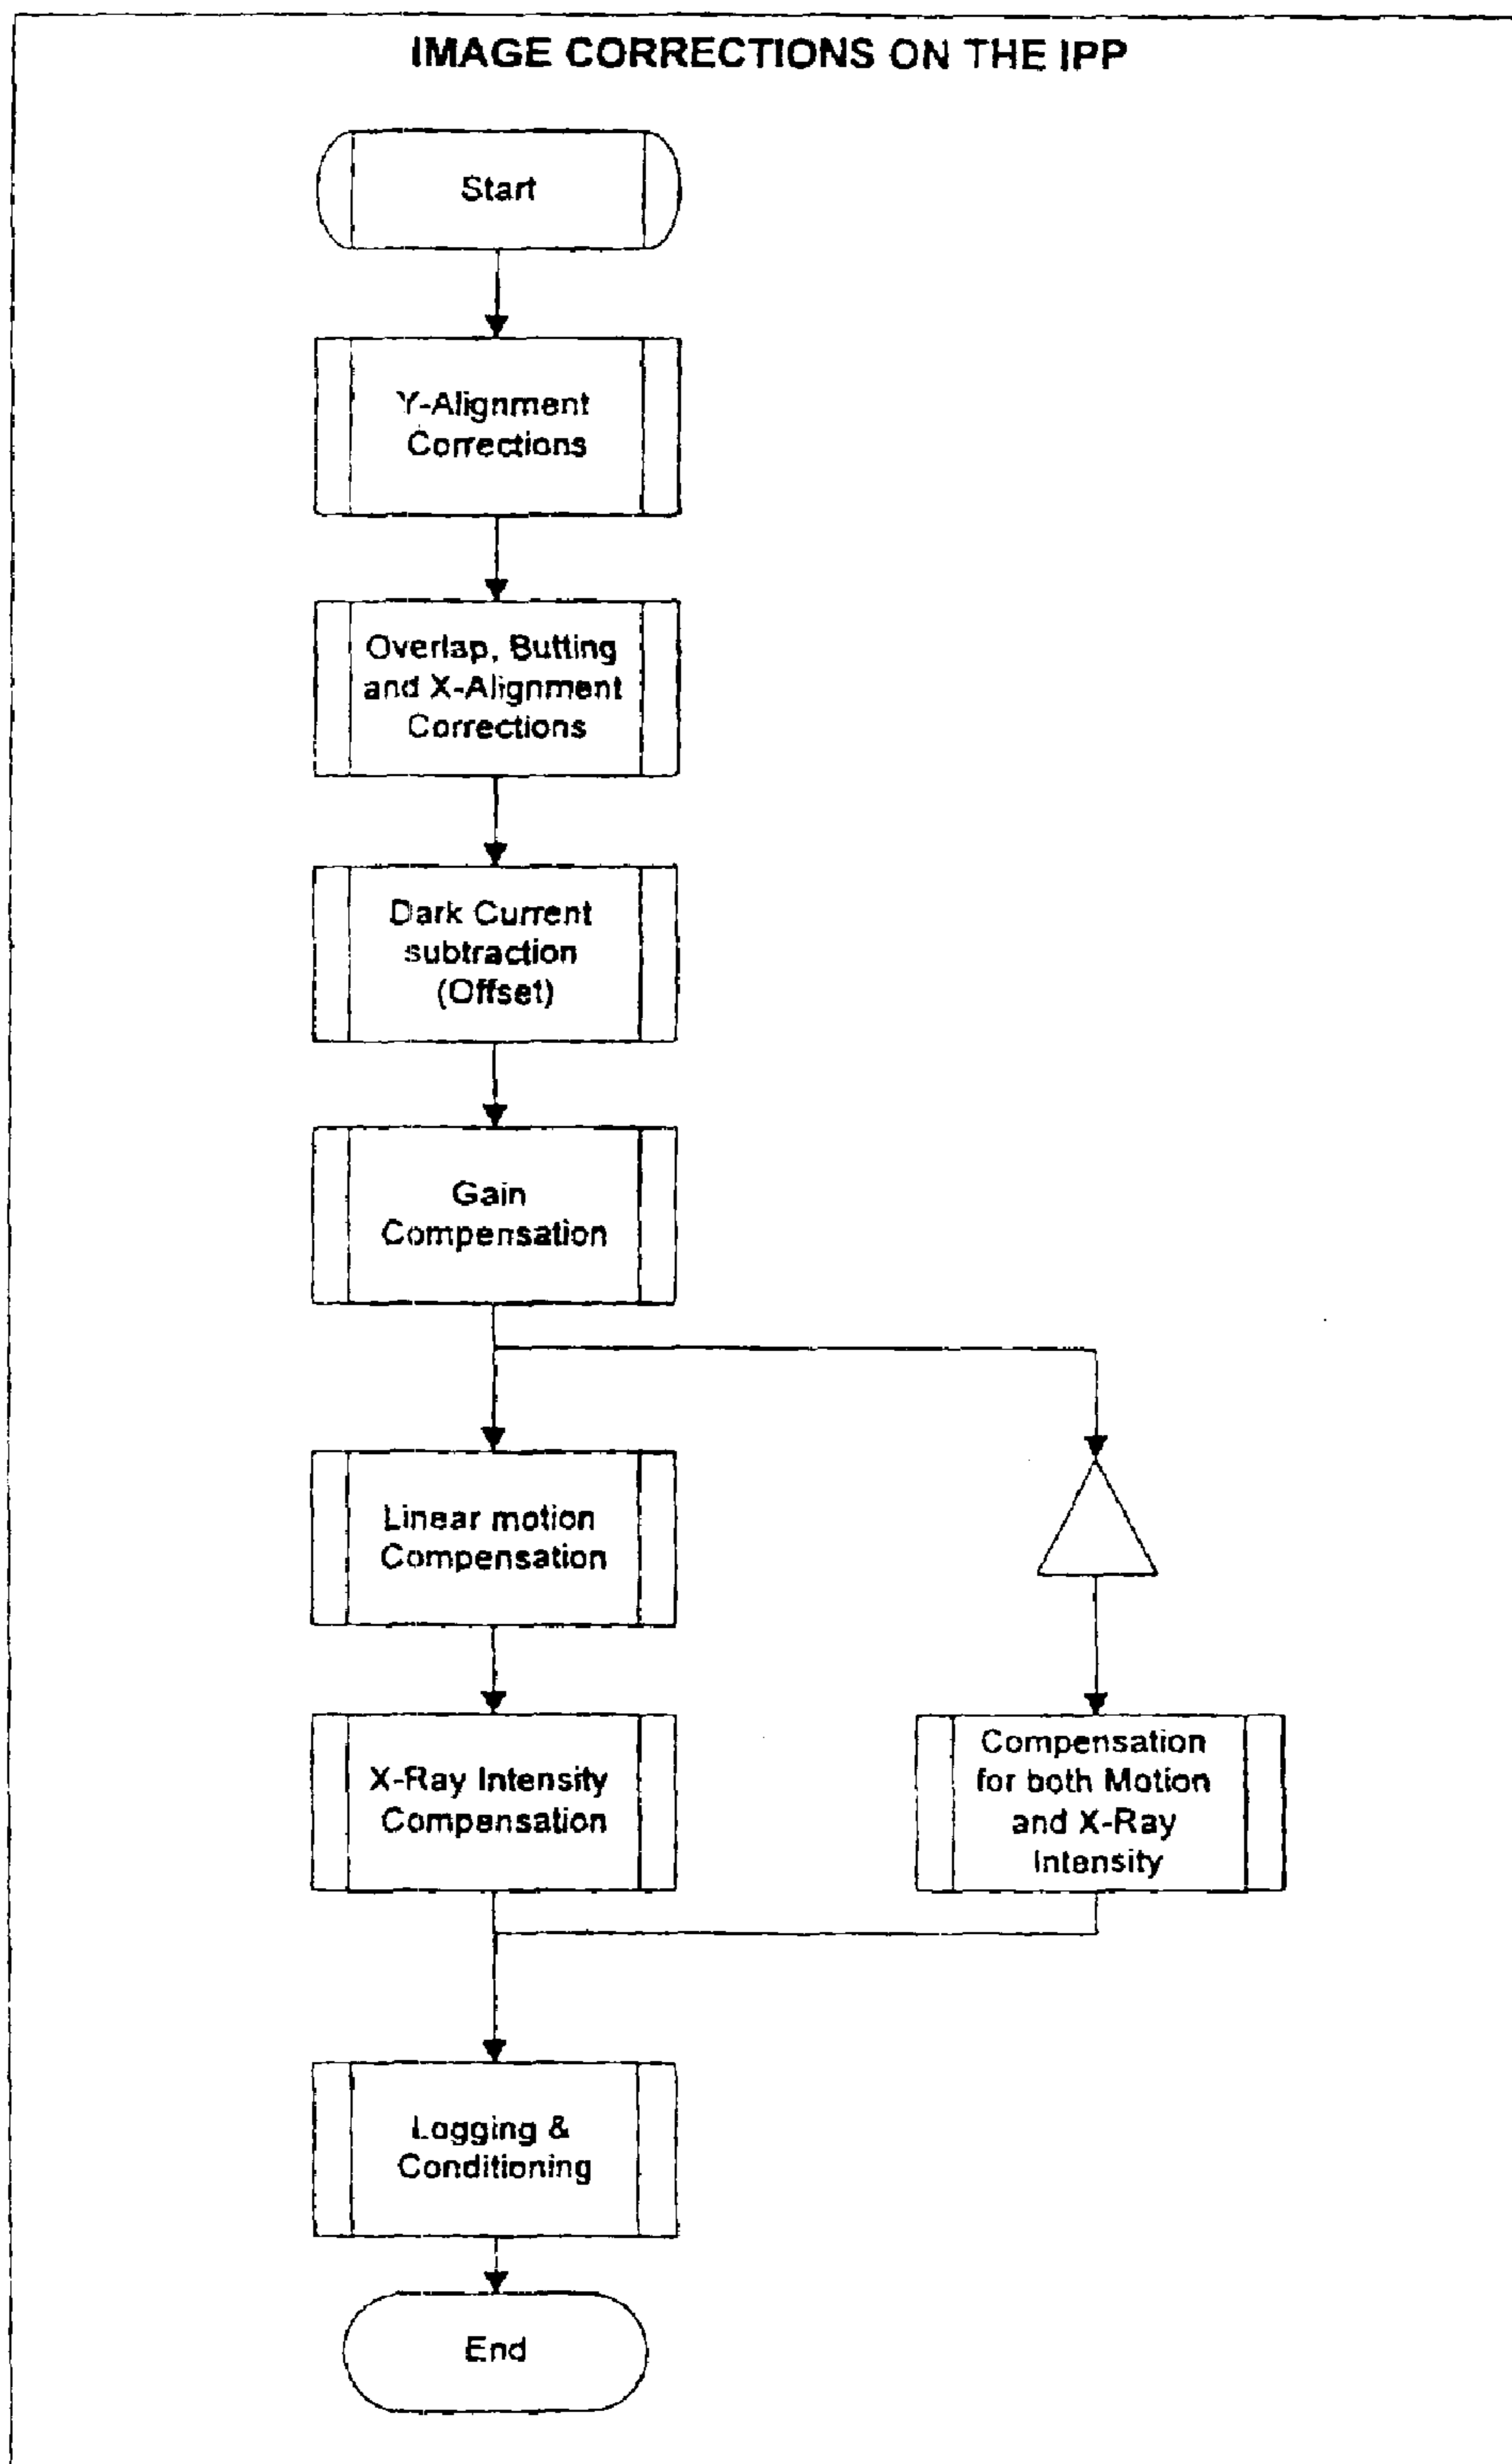 IMAGE CORRECTIONS ON THE IPP
Start
Y-Alignment
Corrections
Overlap, Butting
and X-Alignment
Corrections
Dark Current
subtraction
(Offset)
Gain
Compensation
Linear motion
Compensation
X-Ray Intensity
Compensation
Compensation
for both Motion
and X-Ray
Intensity
Logging &
Conditioning
End